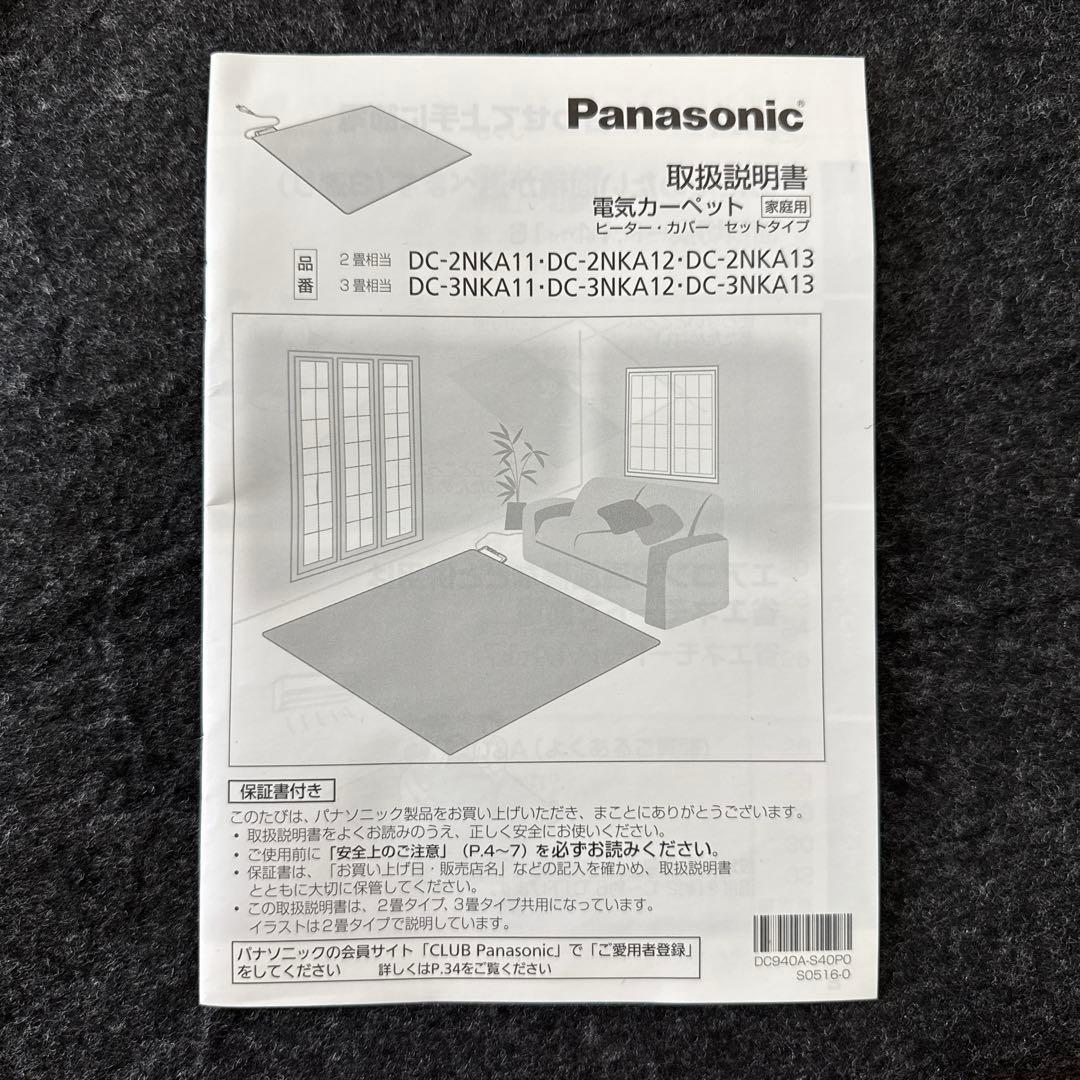 Panasonic®
取扱説明書
電気カーペット 家庭用
ヒーター・カバー セットタイプ
品番
2畳相当 DC-2NKA11・DC-2NKA12・DC-2NKA13
3畳相当 DC-3NKA11・DC-3NKA12・DC-3NKA13
保証書付き
このたびは、パナソニック製品をお買い上げいただき、まことにありがとうございます。
• 取扱説明書をよくお読みのうえ、正しく安全にお使いください。
• ご使用前に「安全上のご注意」（P.4～7）を必ずお読みください。
• 保証書は、「お買い上げ日・販売店名」などの記入を確かめ、取扱説明書
とともに大切に保管してください。
• この取扱説明書は、2畳タイプ、3畳タイプ共用になっています。
イラストは2畳タイプで説明しています。
パナソニックの会員サイト「CLUB Panasonic」で「ご愛用者登録」
をしてください 詳しくはP.34をご覧ください
DC940A-S40P0
S0516-0